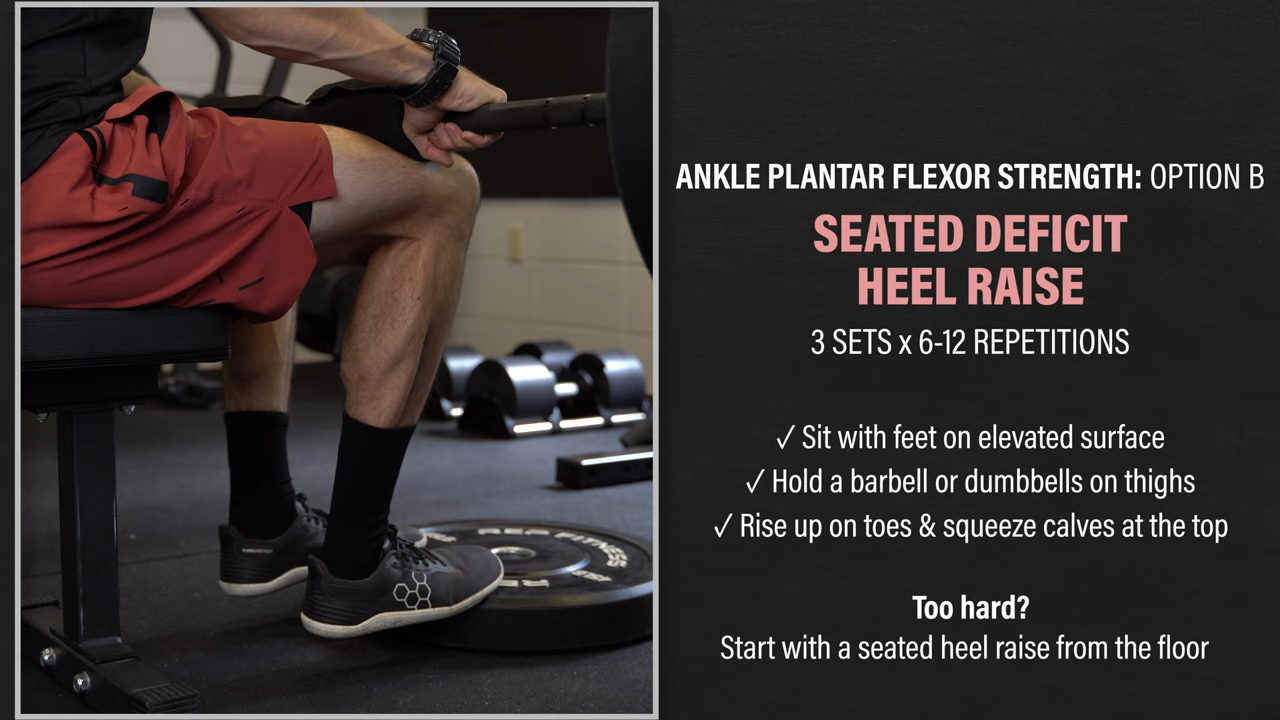 ANKLE PLANTAR FLEXOR STRENGTH: OPTION B
SEATED DEFICIT
HEEL RAISE
3 SETS x 6-12 REPETITIONS
✓ Sit with feet on elevated surface
✓ Hold a barbell or dumbbells on thighs
✓ Rise up on toes & squeeze calves at the top
Too hard?
Start with a seated heel raise from the floor
REP FITNESS
RE